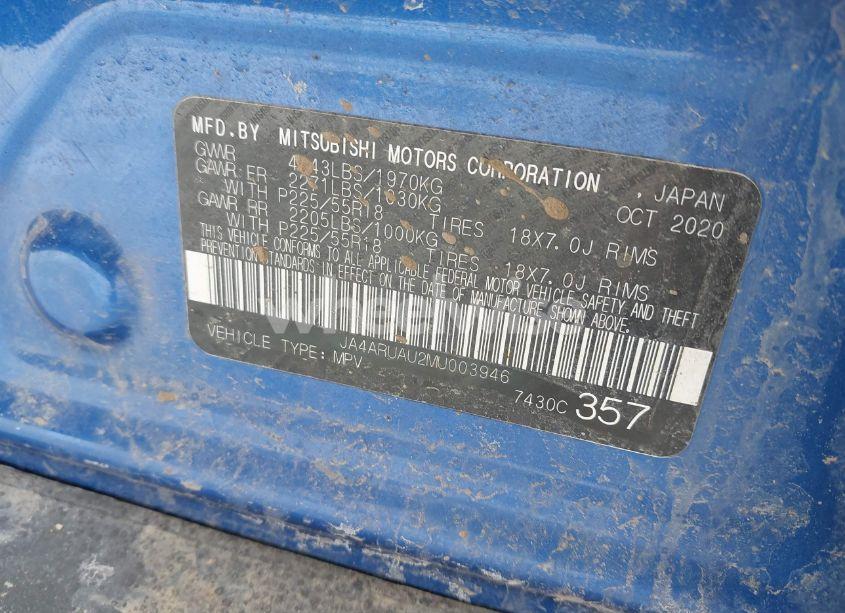 MFD.BY MITSUBISHI MOTORS CORPORATION , JAPAN
GVWR 4343LBS/1970KG OCT 2020
GAWR FR 2271LBS/1030KG
WITH P225/55R18 TIRES 18X7.0J RIMS
GAWR RR 2205LBS/1000KG
WITH P225/55R18 TIRES 18X7.0J RIMS
THIS VEHICLE CONFORMS TO ALL APPLICABLE FEDERAL MOTOR VEHICLE SAFETY AND THEFT
PREVENTION STANDARDS IN EFFECT ON THE DATE OF MANUFACTURE SHOWN ABOVE.
JA4ARUAU2MU003946
VEHICLE TYPE: MPV 7430C 357